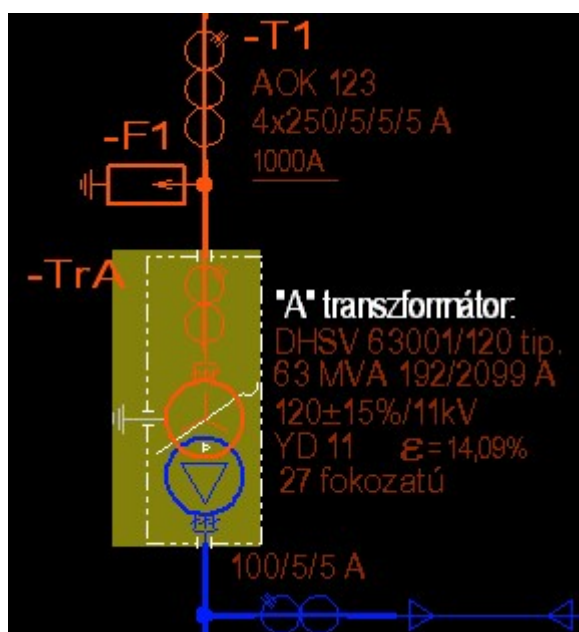 -T1
AOK 123
4x250/5/5/5 A
1000A
-F1
-TrA
"A" transzformátor:
DHSV 63001/120 tip.
63 MVA 192/2099 A
120±15%/11kV
YD 11 ε=14,09%
27 fokozatú
100/5/5 A